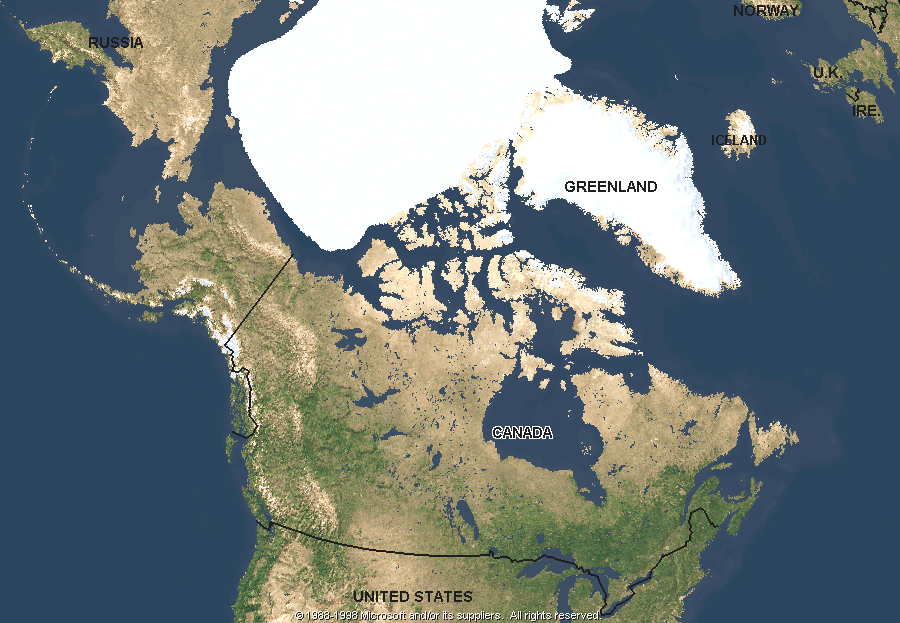 NORWAY
RUSSIA
U.K.
IRE.
ICELAND
GREENLAND
CANADA
UNITED STATES
© 1988-1998 Microsoft and/or its suppliers. All rights reserved.